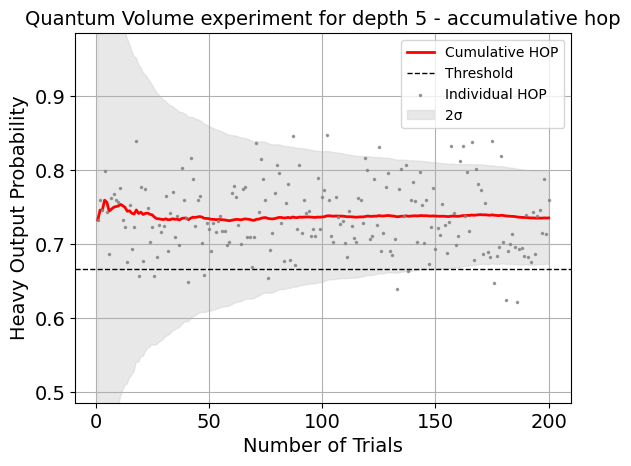 Quantum Volume experiment for depth 5 - accumulative hop
Cumulative HOP
Threshold
Individual HOP
2σ
Heavy Output Probability
0.9
0.8
0.7
0.6
0.5
0
50
100
150
200
Number of Trials